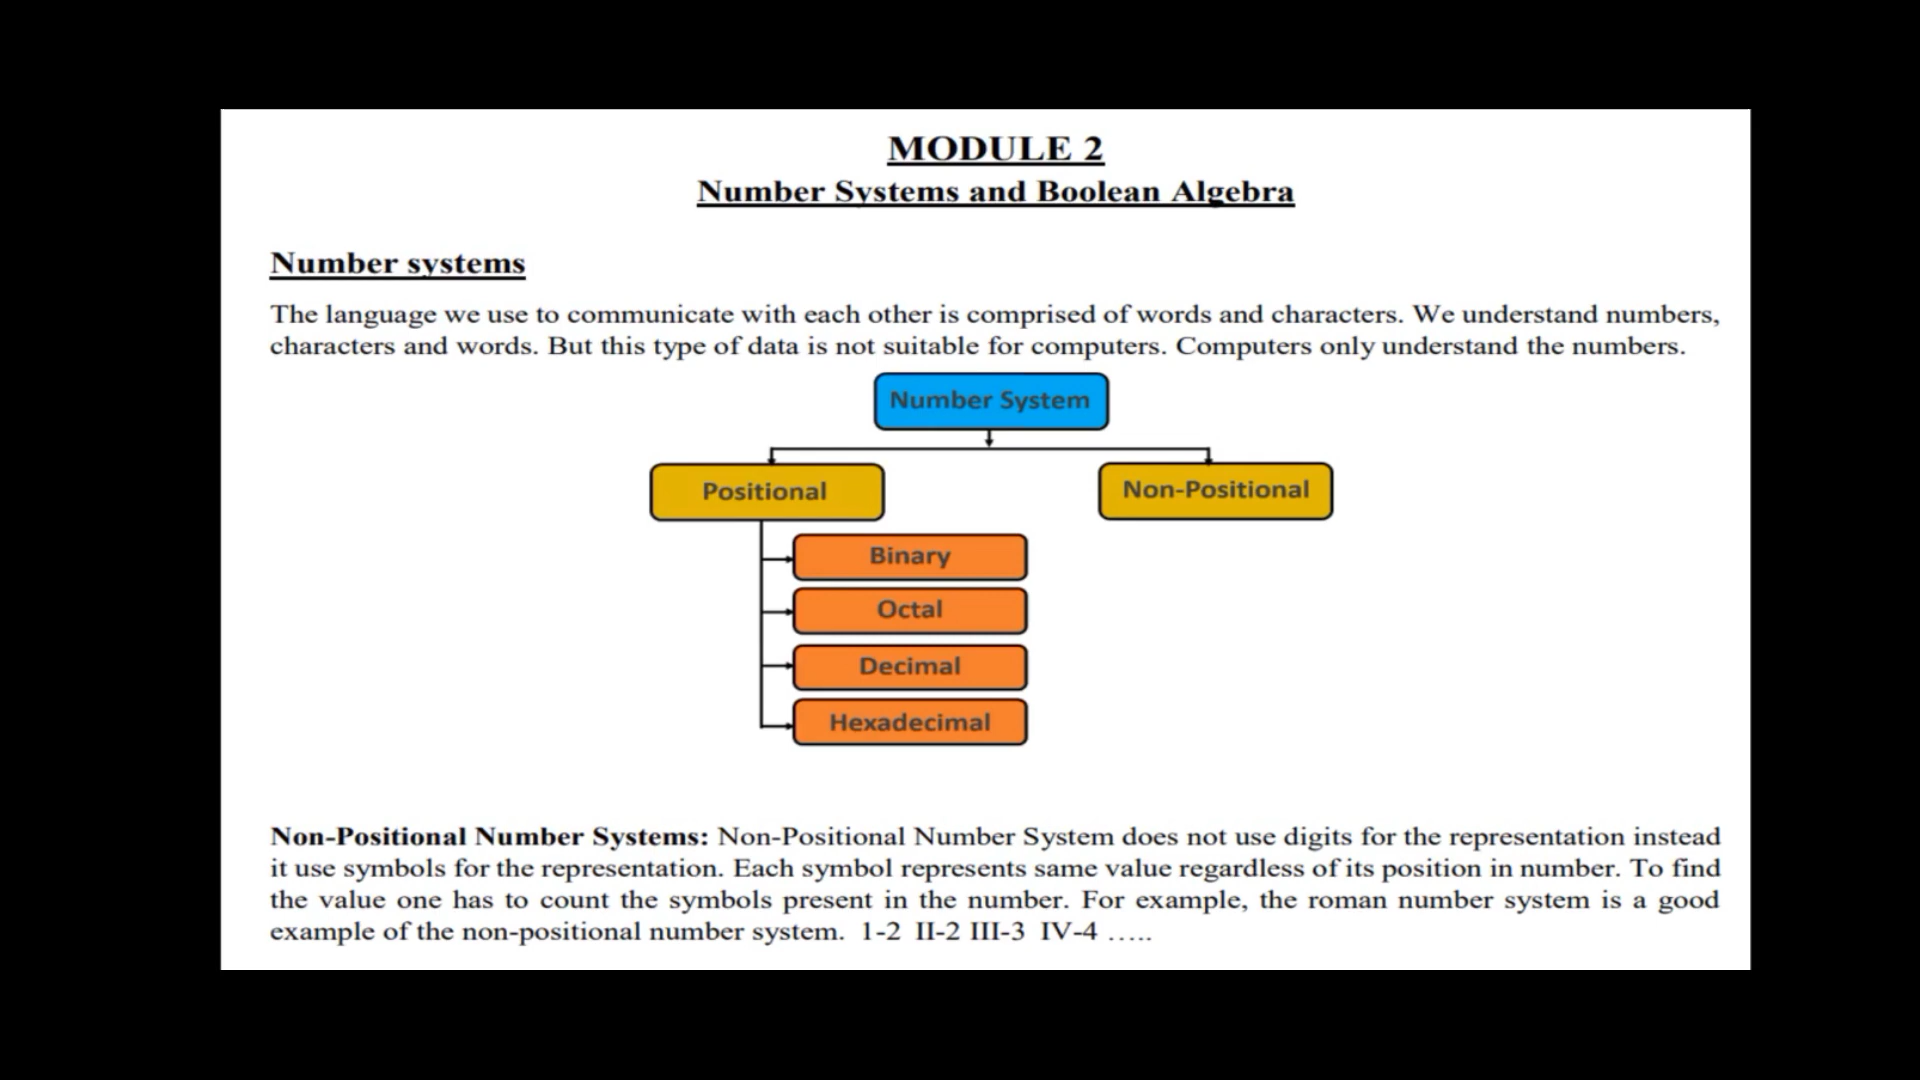 MODULE 2
Number Systems and Boolean Algebra
Number systems
The language we use to communicate with each other is comprised of words and characters. We understand numbers,
characters and words. But this type of data is not suitable for computers. Computers only understand the numbers.
Number System
Positional
Non-Positional
Binary
Octal
Decimal
Hexadecimal
Non-Positional Number Systems: Non-Positional Number System does not use digits for the representation instead
it use symbols for the representation. Each symbol represents same value regardless of its position in number. To find
the value one has to count the symbols present in the number. For example, the roman number system is a good
example of the non-positional number system. 1-2 II-2 III-3 IV-4 …..